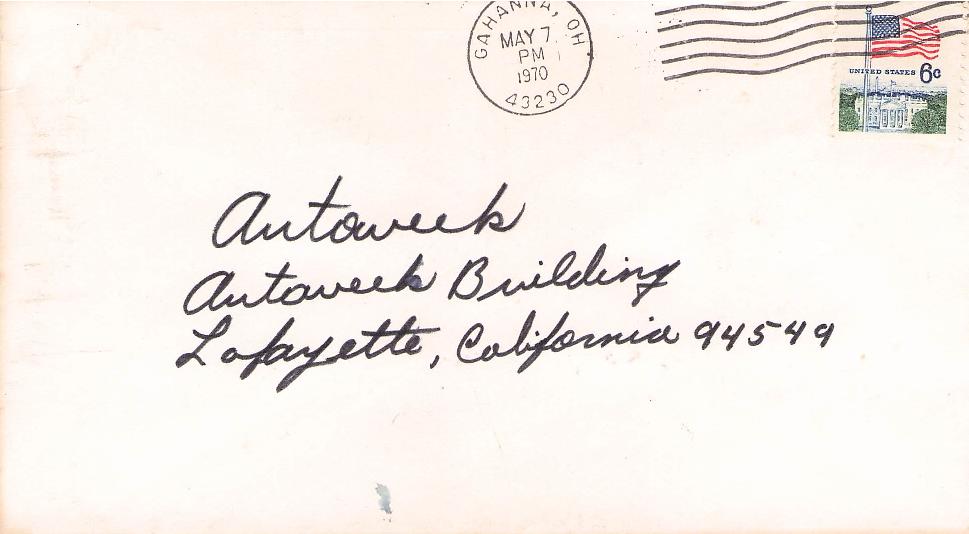 GAHANNA, OH
MAY 7
PM
1970
43230
UNITED STATES 6c
Autoweek
Autoweek Building
Lafayette, California 94549